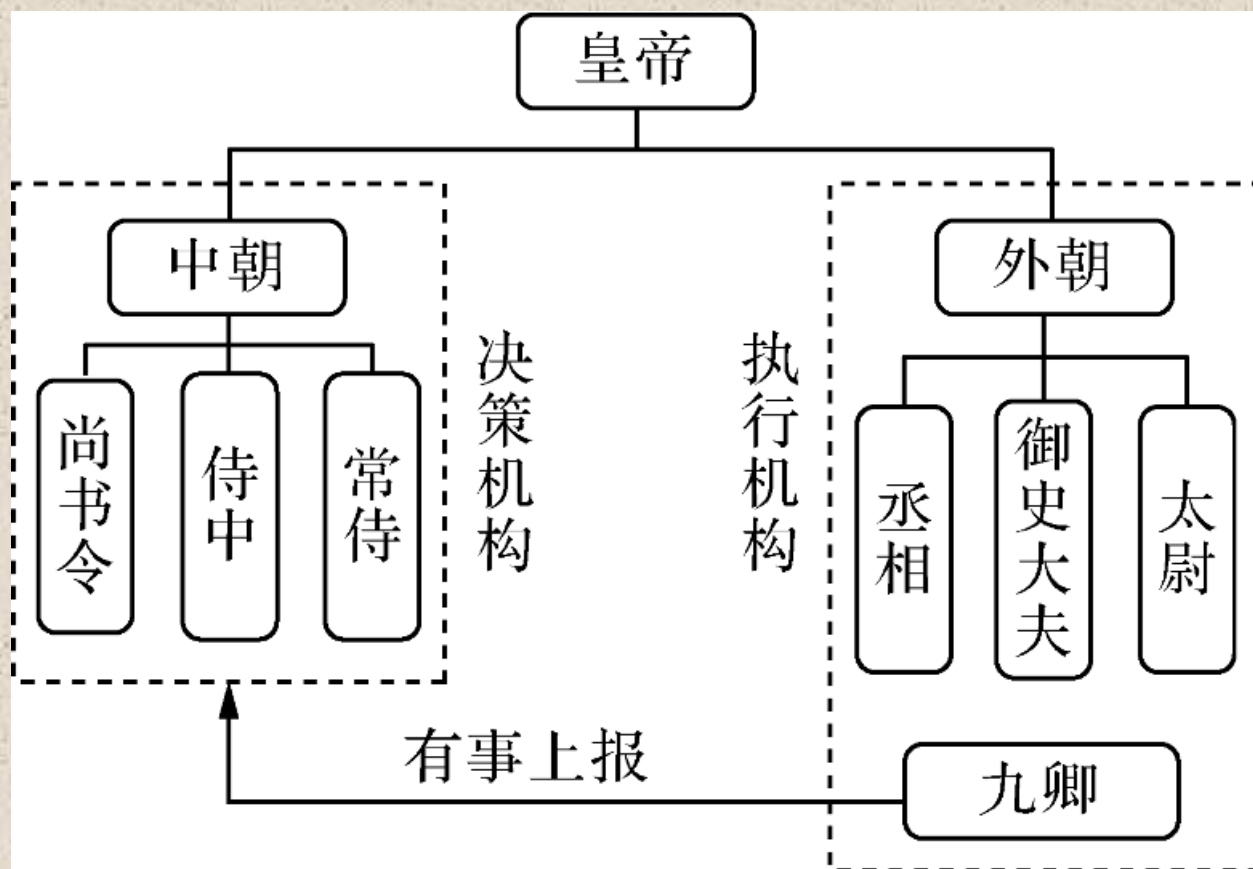 皇帝
中朝
外朝
尚书令
侍中
常侍
决策机构
执行机构
丞相
御史大夫
太尉
有事上报
九卿